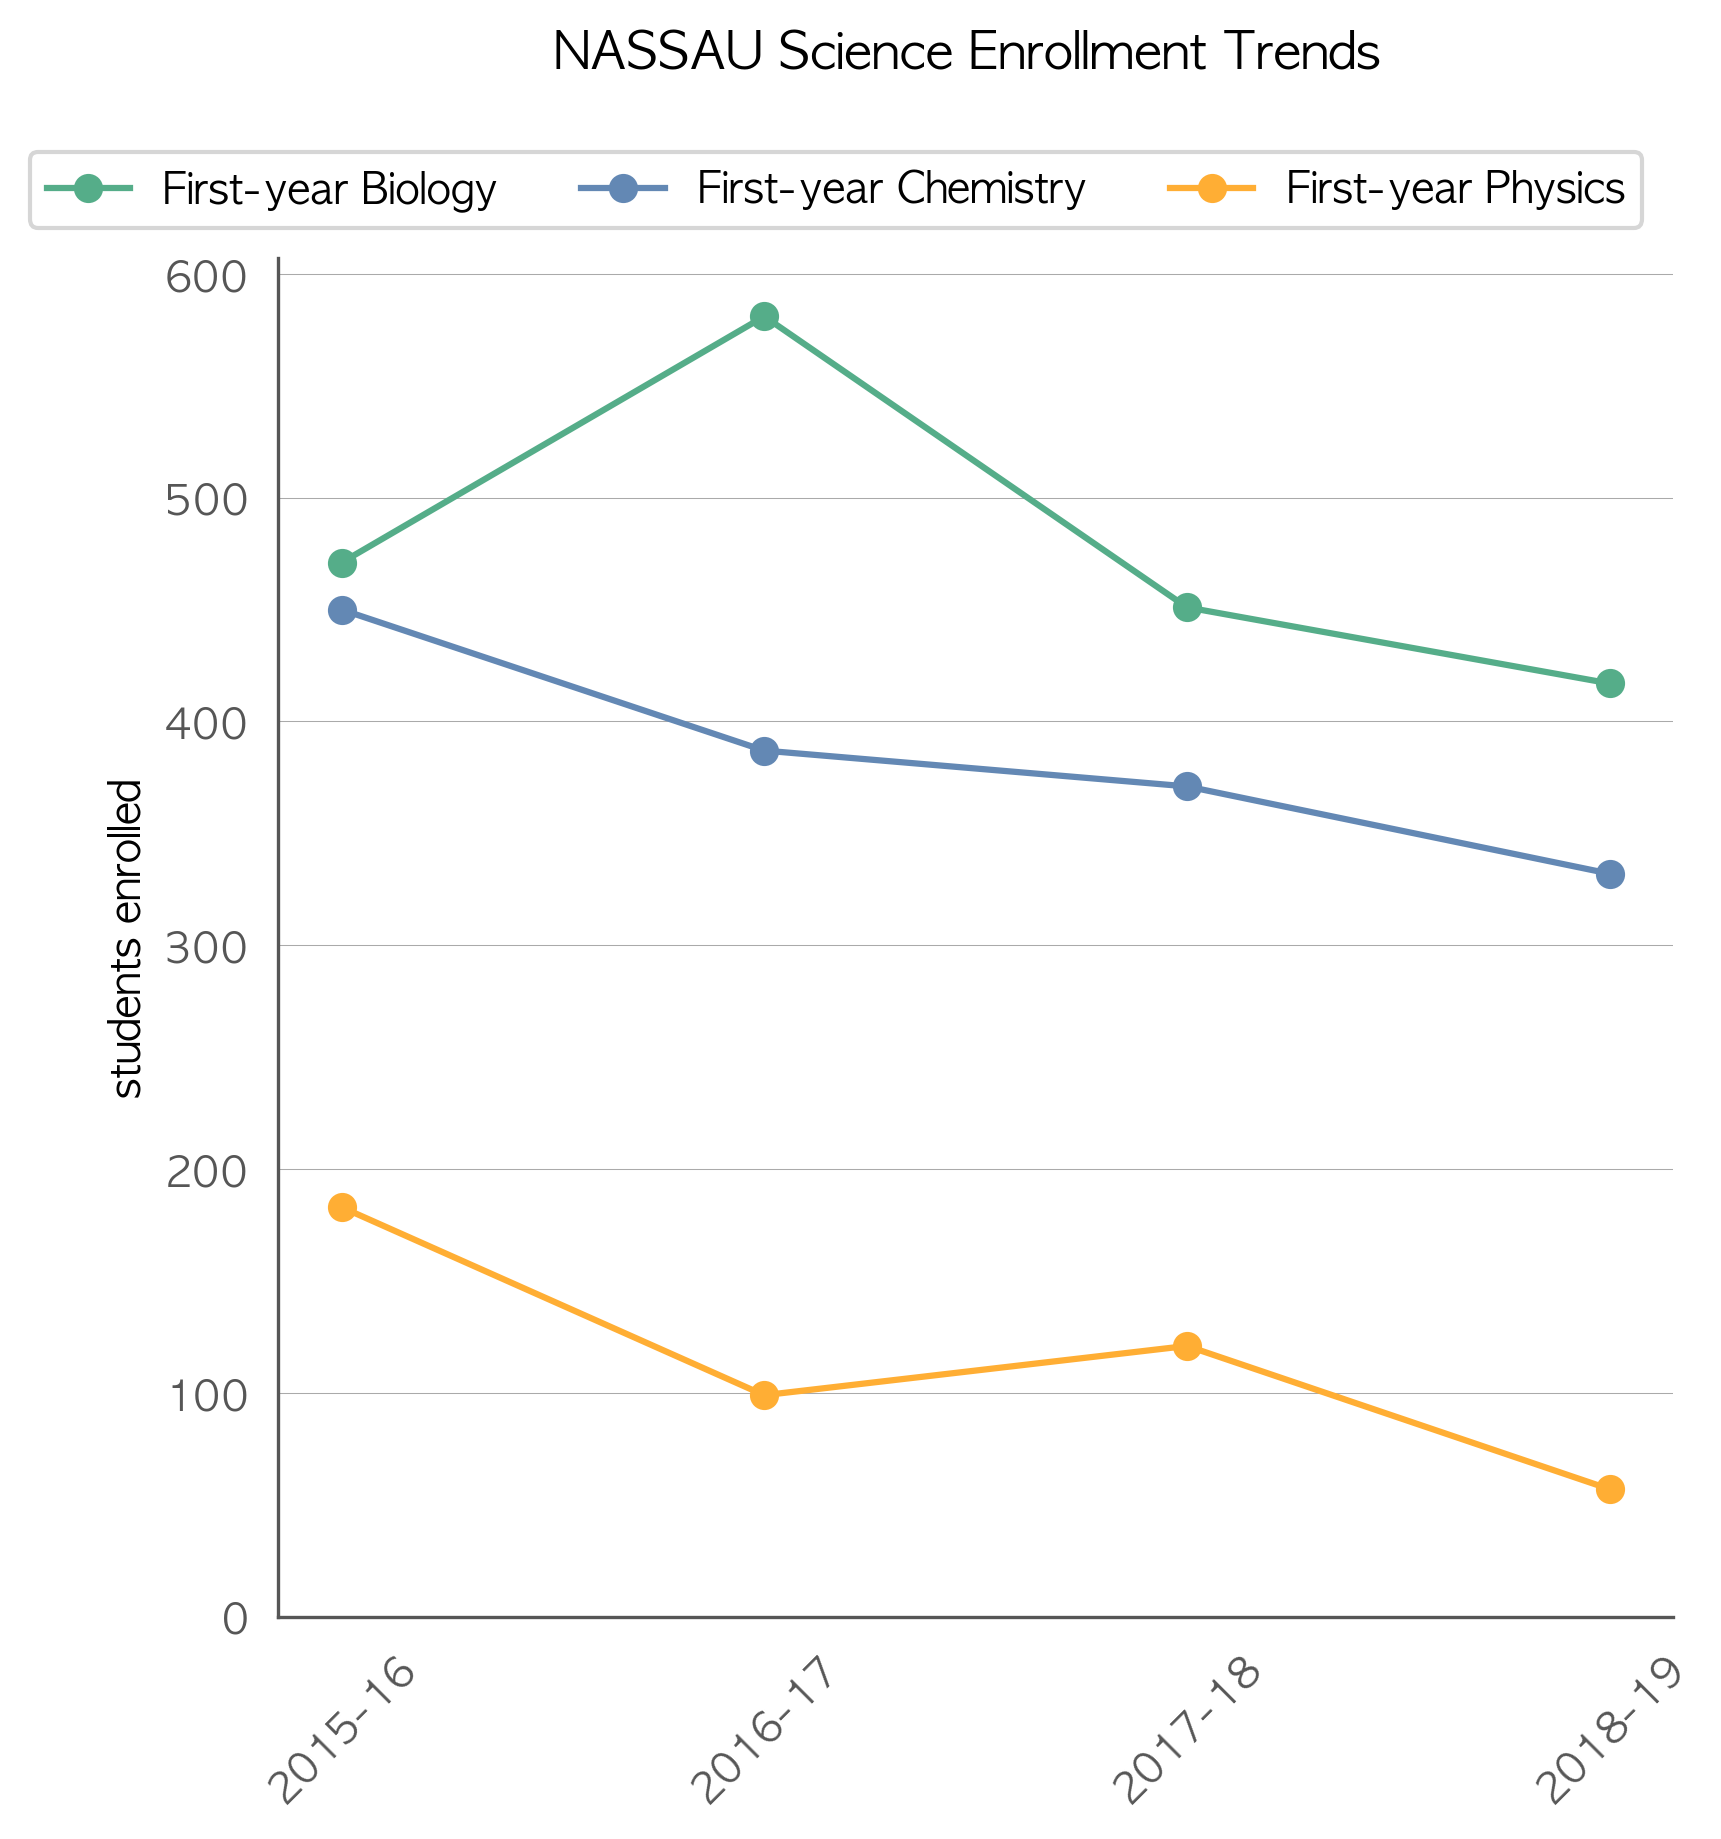 NASSAU Science Enrollment Trends
First-year Biology First-year Chemistry First-year Physics
600
500
400
300
200
100
0
students enrolled
2015-16 2016-17 2017-18 2018-19